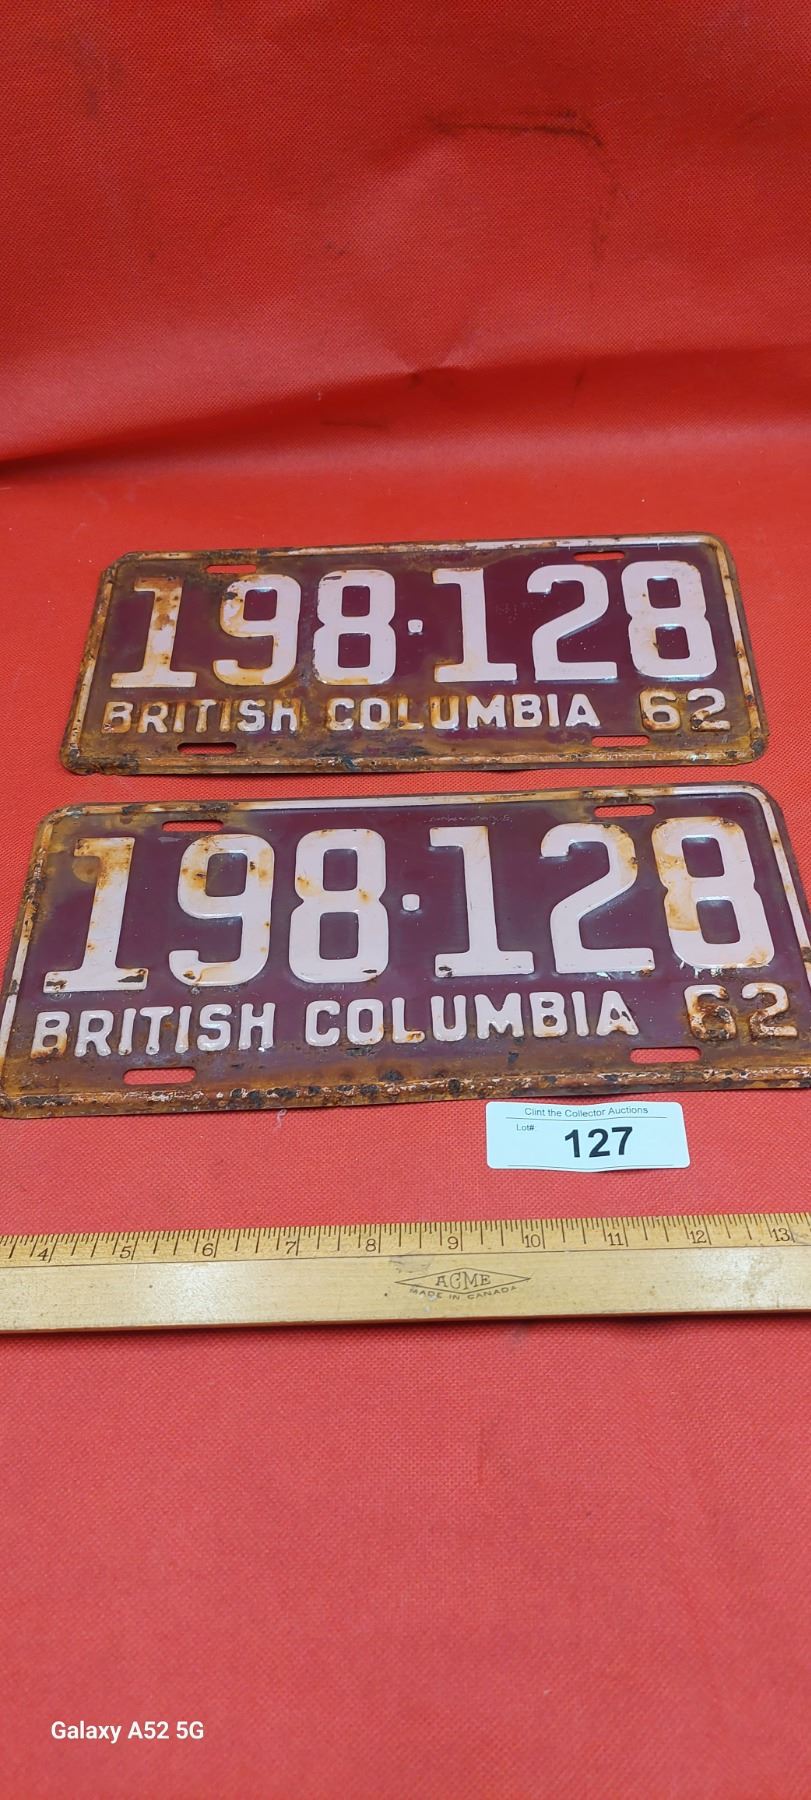 198·128
BRITISH COLUMBIA 62
198·128
BRITISH COLUMBIA 62
Clint the Collector Auctions
Lot# 127
4 5 6 7 8 9 10 11 12 13
ACME
MADE IN CANADA
Galaxy A52 5G